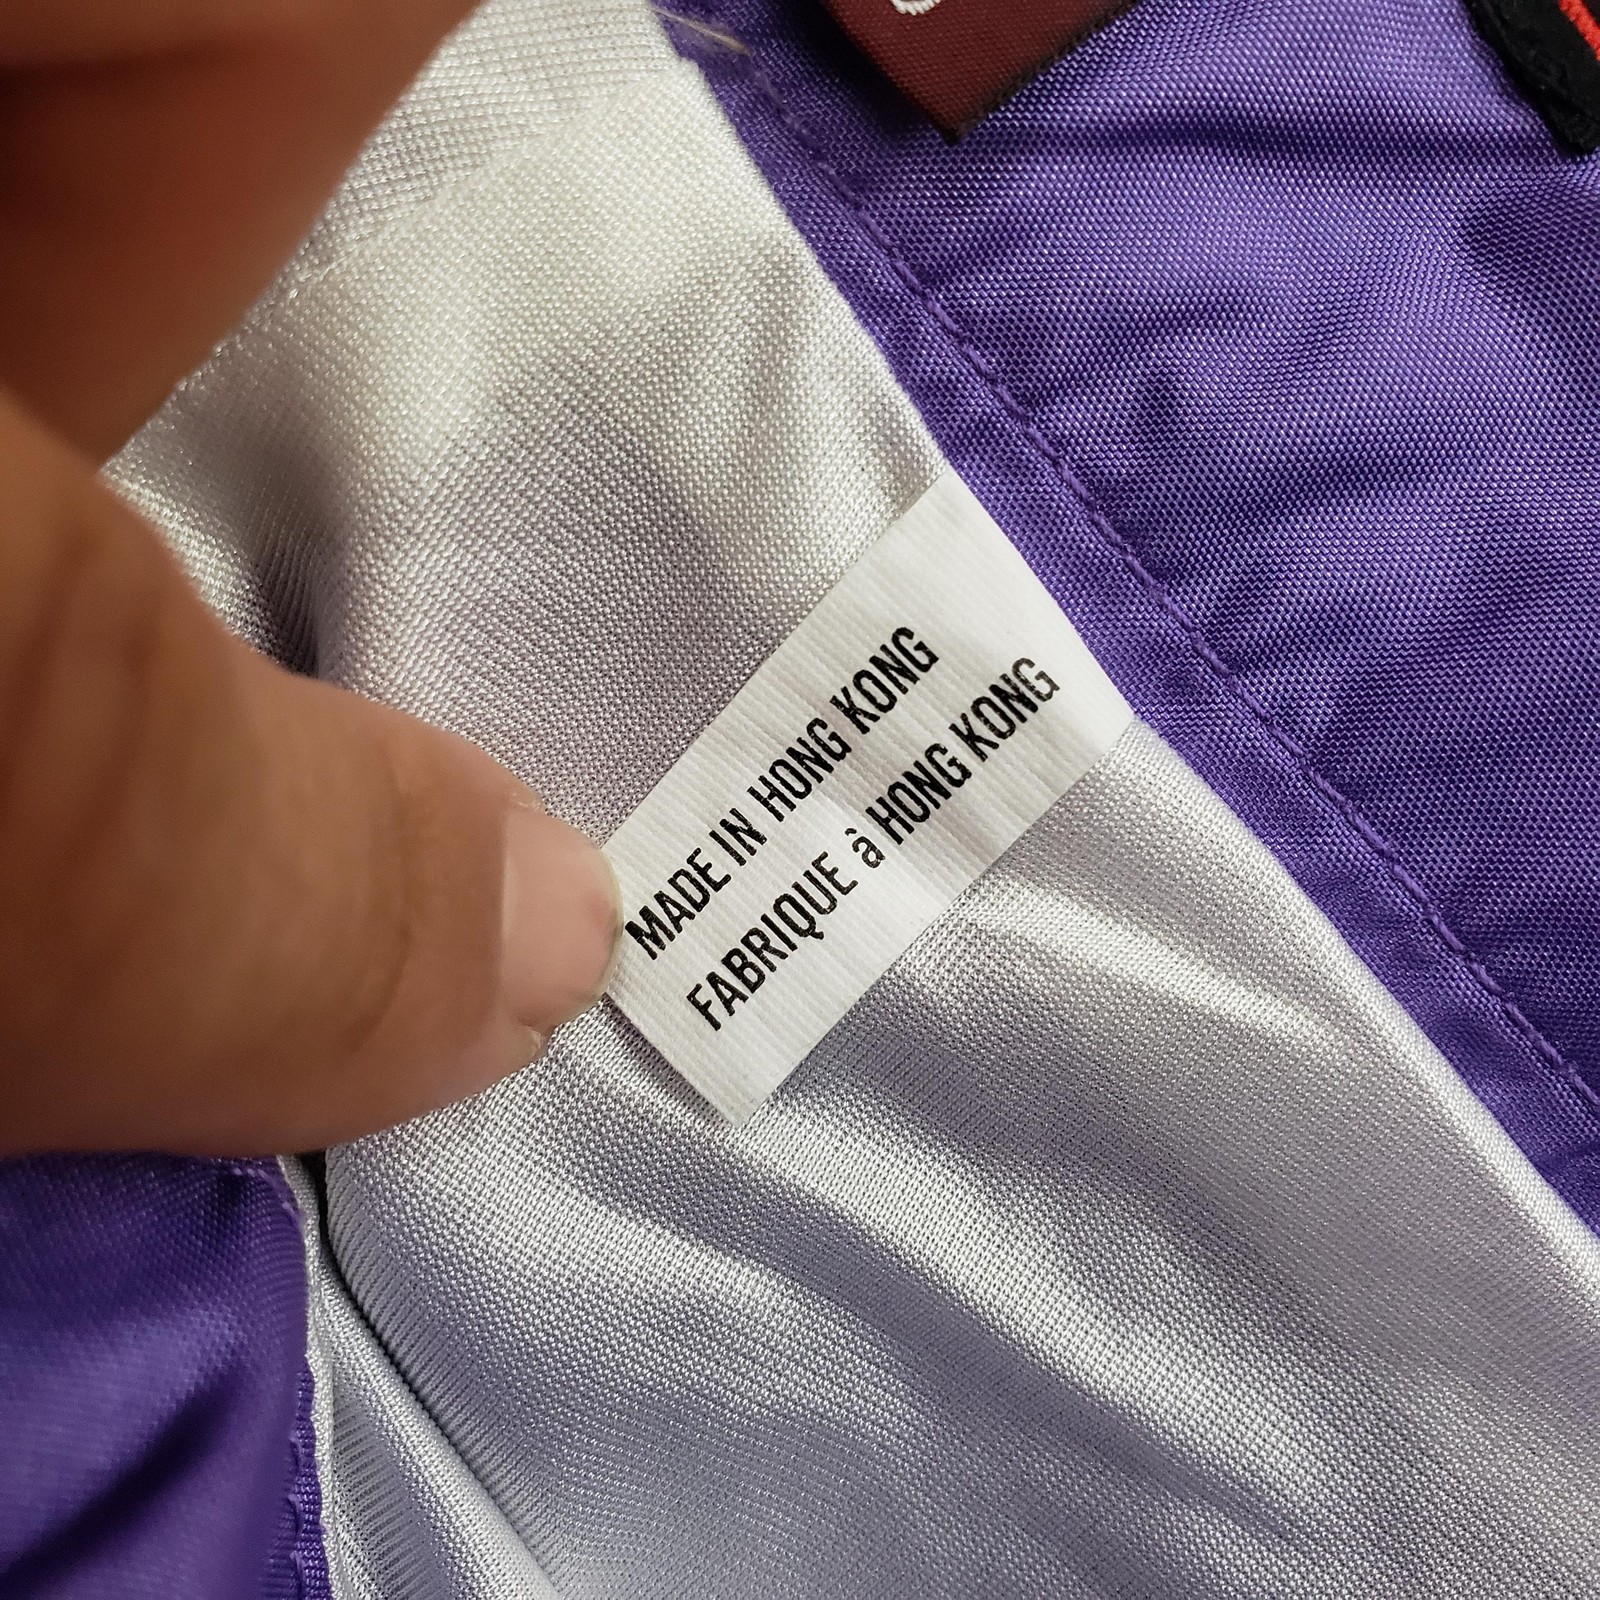 MADE IN HONG KONG
FABRIQUE à HONG KONG